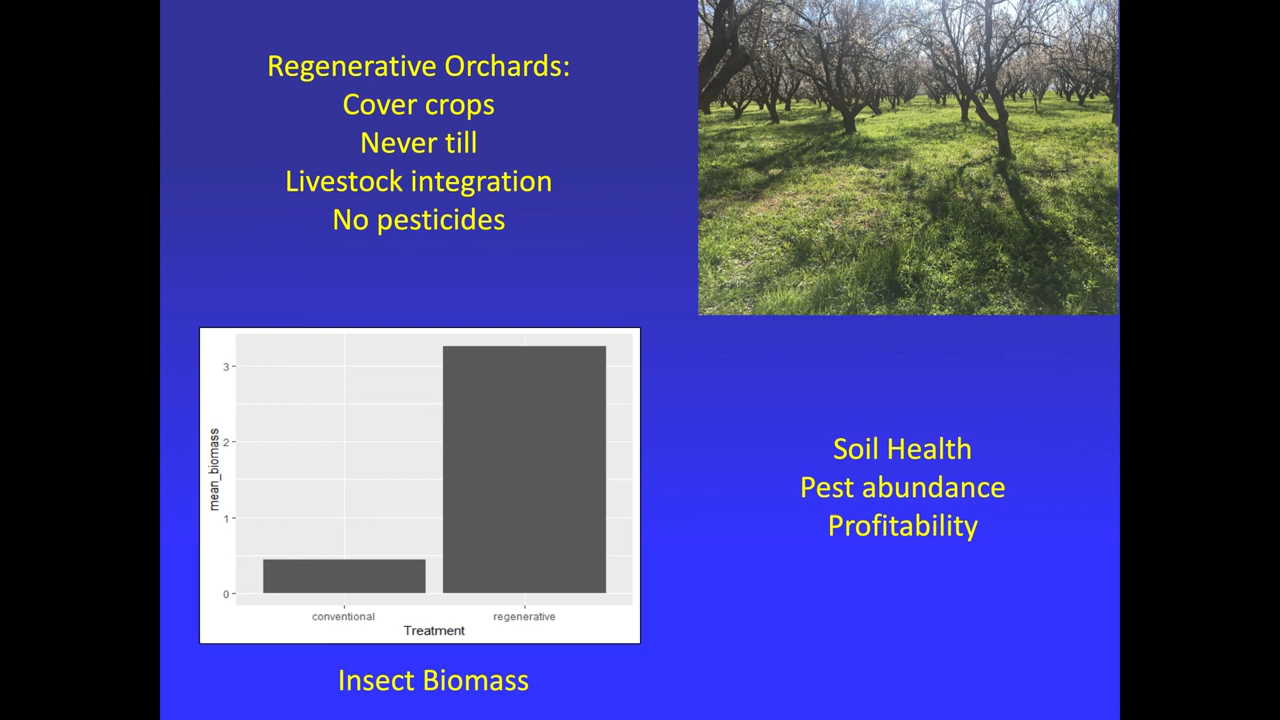 Regenerative Orchards:
Cover crops
Never till
Livestock integration
No pesticides
3
2
1
0
mean_biomass
conventional
regenerative
Treatment
Insect Biomass
Soil Health
Pest abundance
Profitability